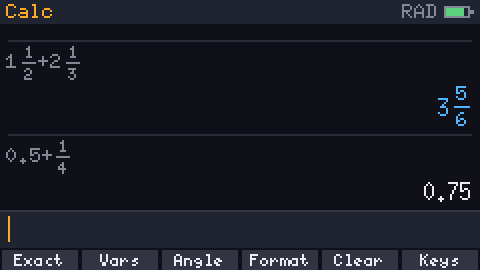 Calc RAD
1 1/2+2 1/3
3 5/6
0.5+1/4
0.75
Exact Vars Angle Format Clear Keys